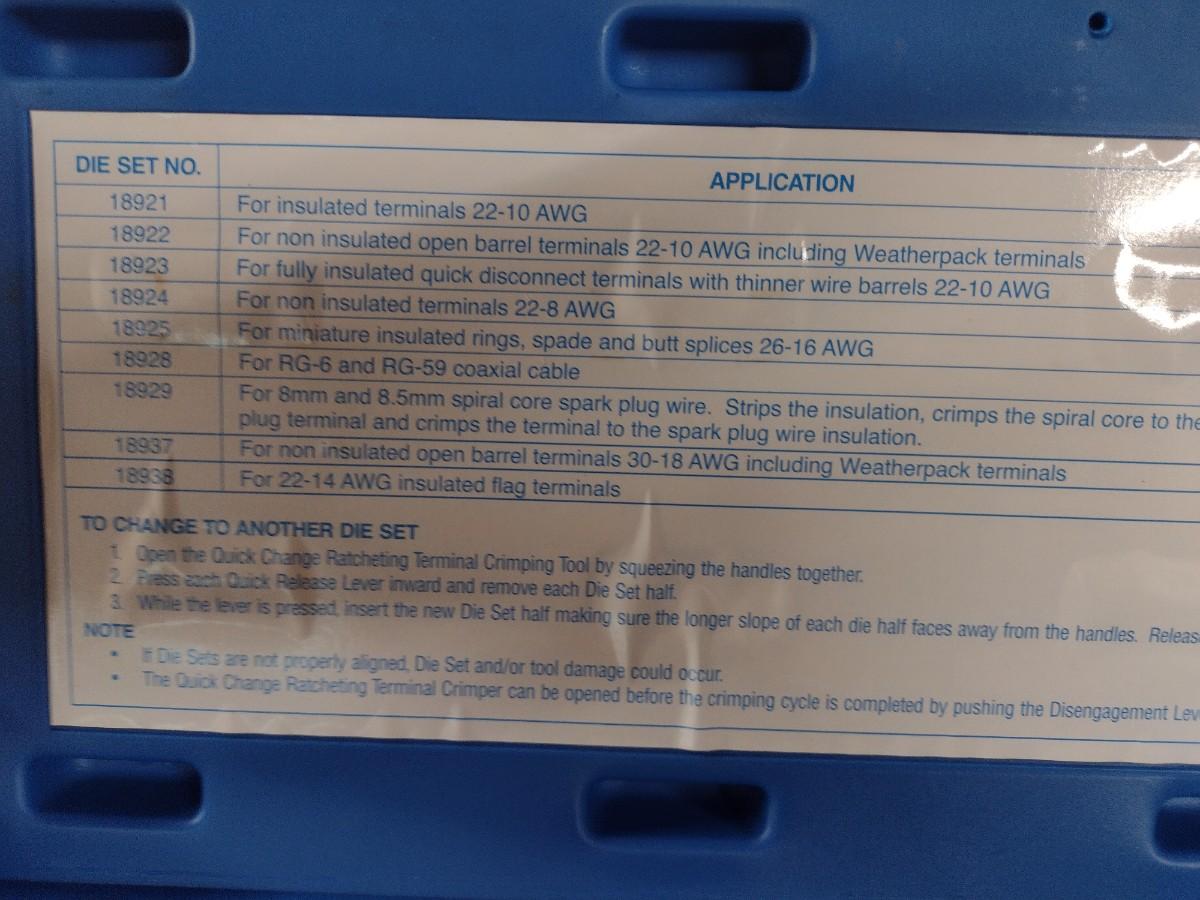 DIE SET NO. APPLICATION
18921 For insulated terminals 22-10 AWG
18922 For non insulated open barrel terminals 22-10 AWG including Weatherpack terminals
18923 For fully insulated quick disconnect terminals with thinner wire barrels 22-10 AWG
18924 For non insulated terminals 22-8 AWG
18925 For miniature insulated rings, spade and butt splices 26-16 AWG
18928 For RG-6 and RG-59 coaxial cable
18929 For 8mm and 8.5mm spiral core spark plug wire. Strips the insulation, crimps the spiral core to the
plug terminal and crimps the terminal to the spark plug wire insulation.
18937 For non insulated open barrel terminals 30-18 AWG including Weatherpack terminals
18938 For 22-14 AWG insulated flag terminals
TO CHANGE TO ANOTHER DIE SET
1. Open the Quick Change Ratcheting Terminal Crimping Tool by squeezing the handles together.
2. Press each Quick Release Lever inward and remove each Die Set half.
3. While the lever is pressed, insert the new Die Set half making sure the longer slope of each die half faces away from the handles. Releas
NOTE
• If Die Sets are not properly aligned, Die Set and/or tool damage could occur.
• The Quick Change Ratcheting Terminal Crimper can be opened before the crimping cycle is completed by pushing the Disengagement Lev